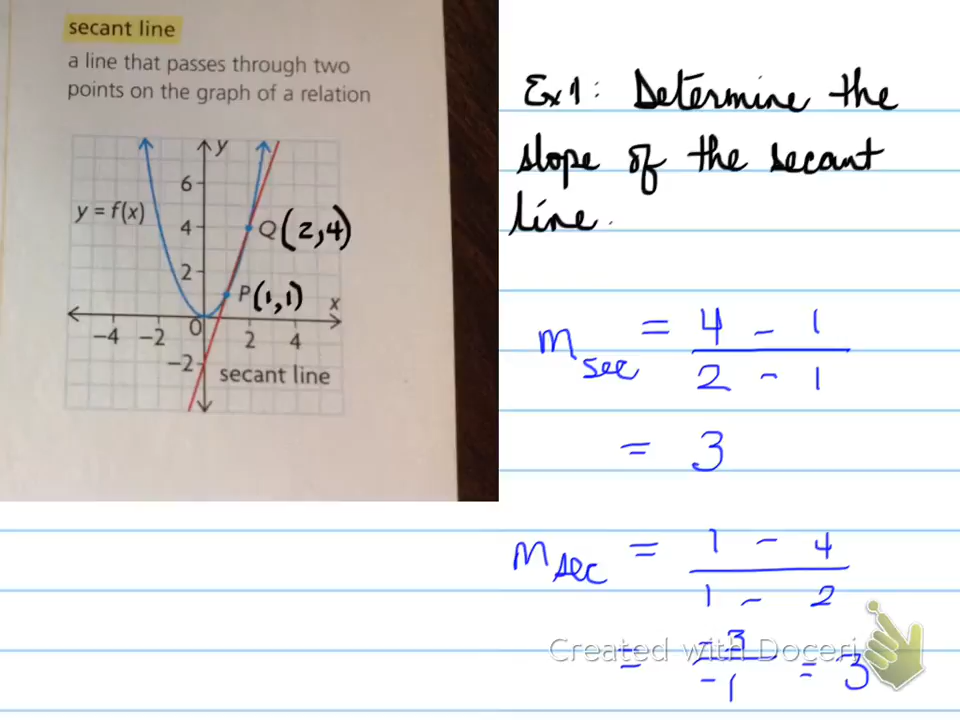 secant line
a line that passes through two
points on the graph of a relation
y
6
y = f(x)
4
Q (2,4)
2
P (1,1)
x
-4 -2 0 2 4
-2
secant line
Ex 1: Determine the
slope of the secant
line.
m sec = 4 - 1
2 - 1
= 3
m sec = 1 - 4
1 - 2
= -3 = 3
-1
Created with Doceri